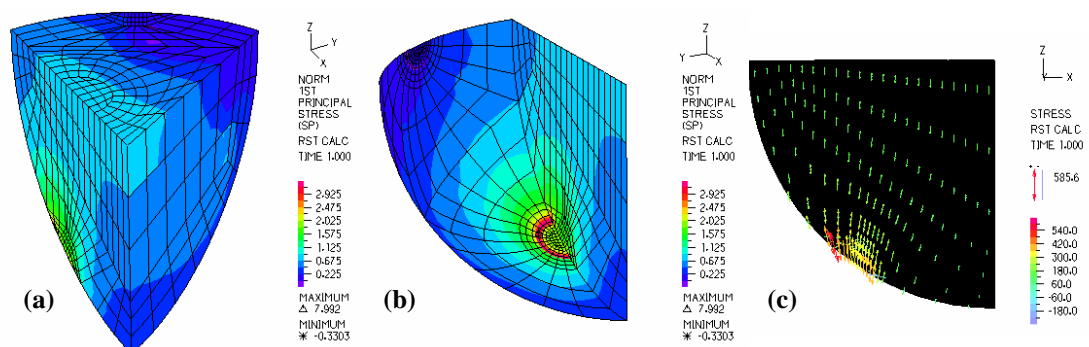 Z
Y
X
NORM
1ST
PRINCIPAL
STRESS
(SP)
RST CALC
TIME 1.000
2.925
2.475
2.025
1.575
1.125
0.675
0.225
MAXIMUM
△ 7.992
MINIMUM
✳ -0.3303
(a)
Z
Y
X
NORM
1ST
PRINCIPAL
STRESS
(SP)
RST CALC
TIME 1.000
2.925
2.475
2.025
1.575
1.125
0.675
0.225
MAXIMUM
△ 7.992
MINIMUM
✳ -0.3303
(b)
Z
X
STRESS
RST CALC
TIME 1.000
585.6
540.0
420.0
300.0
180.0
60.0
-60.0
-180.0
(c)